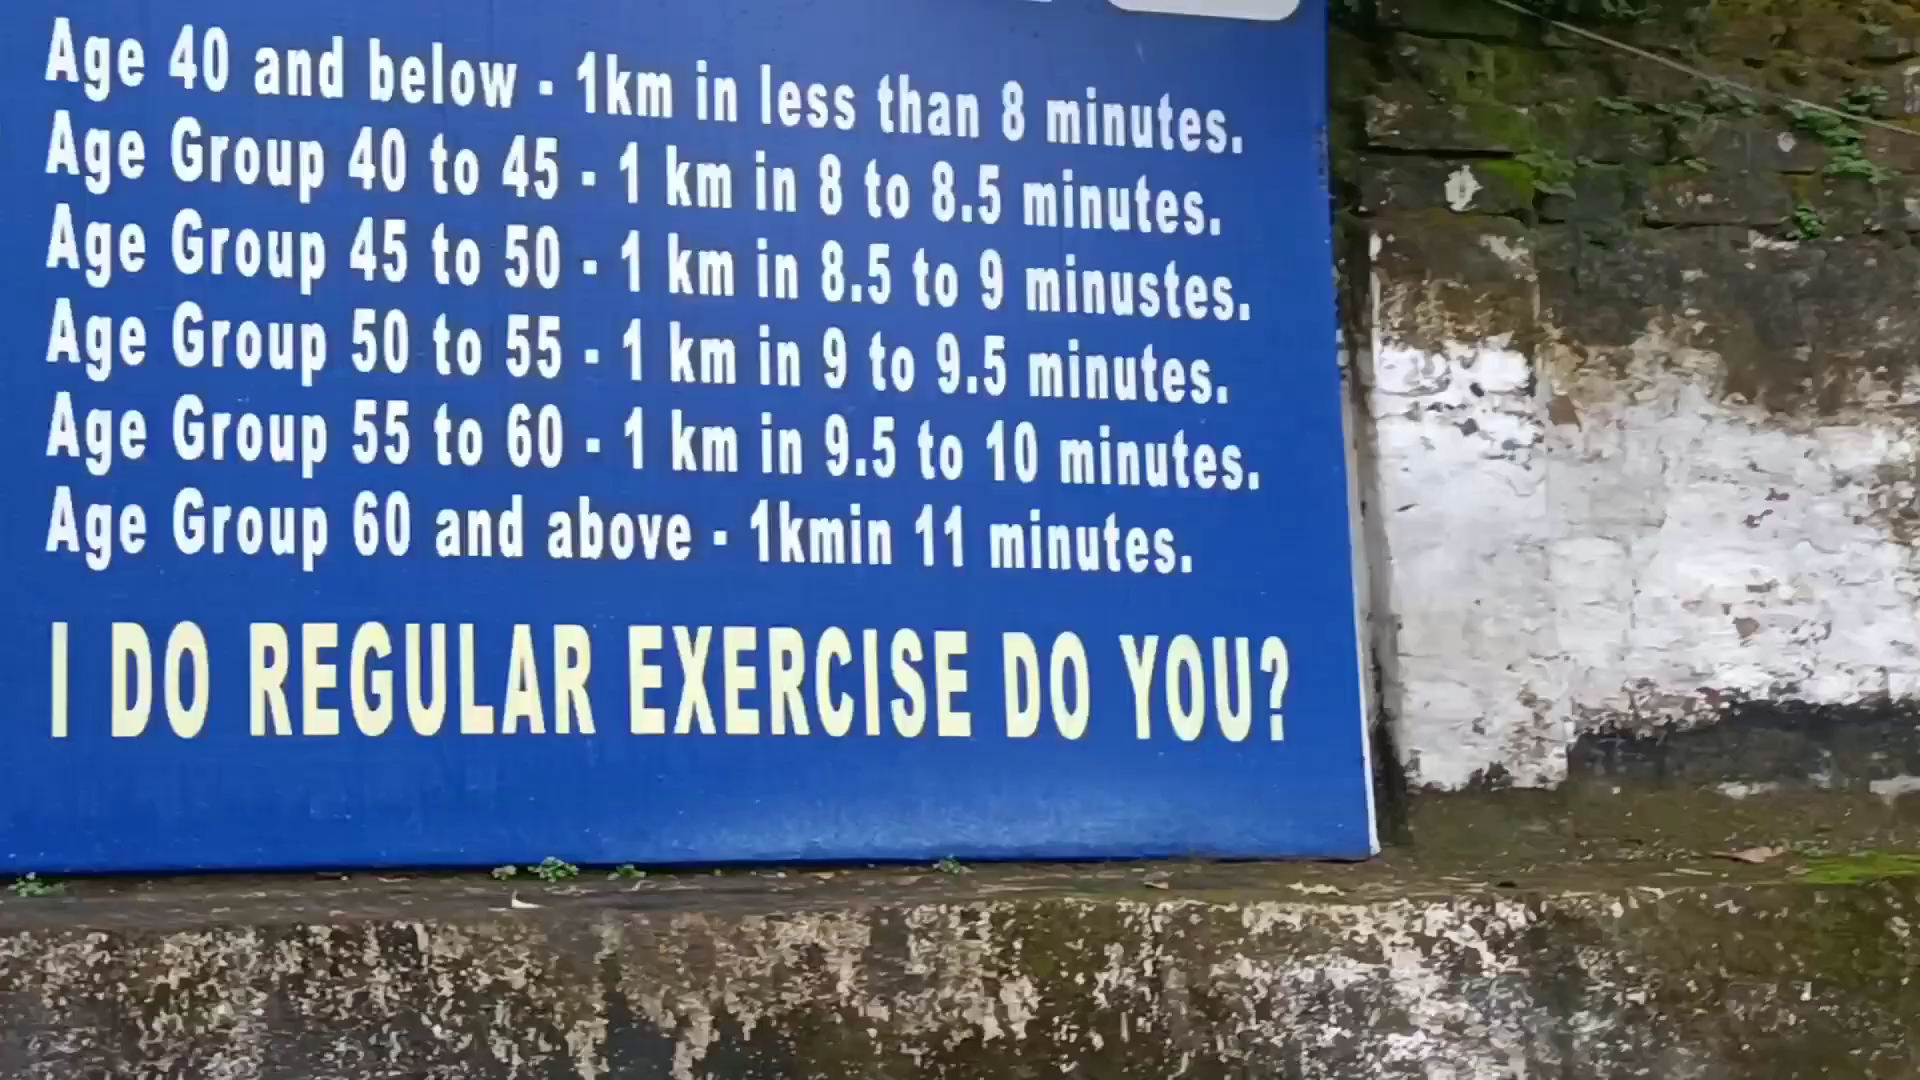 Age 40 and below - 1km in less than 8 minutes.
Age Group 40 to 45 - 1 km in 8 to 8.5 minutes.
Age Group 45 to 50 - 1 km in 8.5 to 9 minustes.
Age Group 50 to 55 - 1 km in 9 to 9.5 minutes.
Age Group 55 to 60 - 1 km in 9.5 to 10 minutes.
Age Group 60 and above - 1kmin 11 minutes.
I DO REGULAR EXERCISE DO YOU?